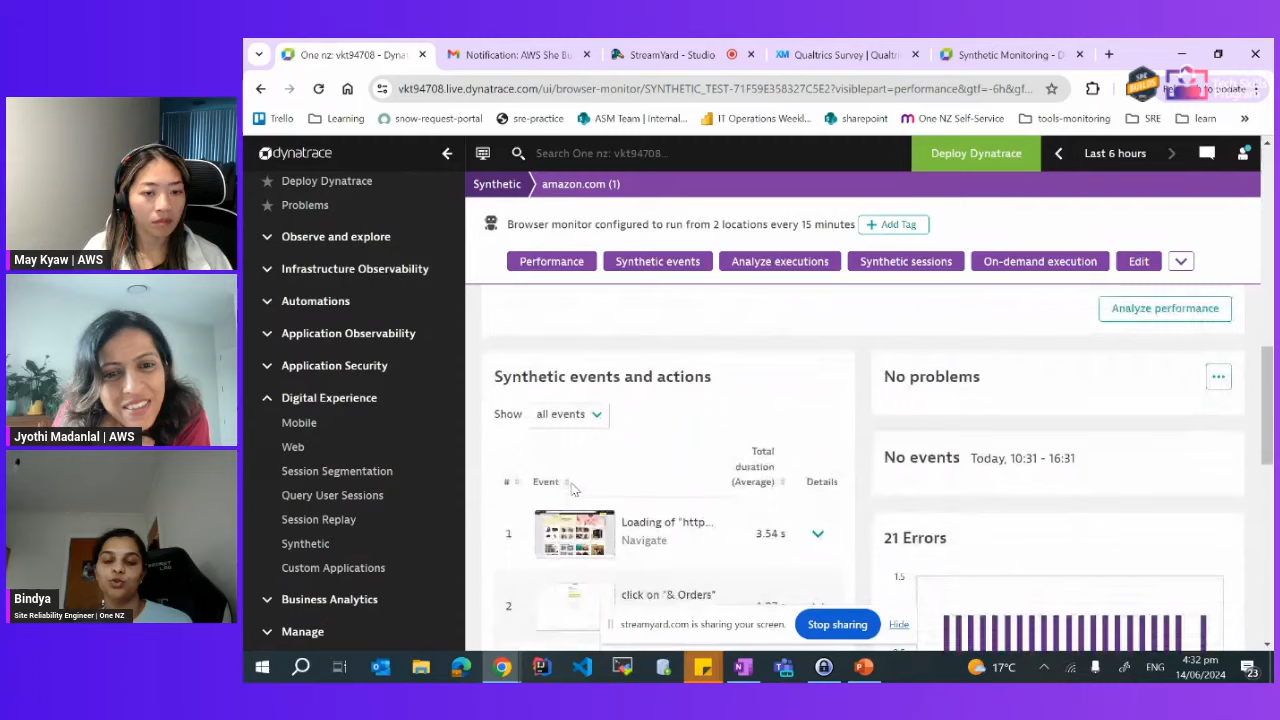 One nz: vkt94708 - Dynat
Notification: AWS She Bu
StreamYard - Studio
Qualtrics Survey | Qualtric
Synthetic Monitoring - D
vkt94708.live.dynatrace.com/ui/browser-monitor/SYNTHETIC_TEST-71F59E358327C5E2?visiblepart=performance&gtf=-6h&gf...
Trello
Learning
snow-request-portal
sre-practice
ASM Team | Internal...
IT Operations Weekl...
sharepoint
One NZ Self-Service
tools-monitoring
SRE
learn
dynatrace
Search One nz: vkt94708...
Deploy Dynatrace
Last 6 hours
Deploy Dynatrace
Problems
Observe and explore
Infrastructure Observability
Automations
Application Observability
Application Security
Digital Experience
Mobile
Web
Session Segmentation
Query User Sessions
Session Replay
Synthetic
Custom Applications
Business Analytics
Manage
Synthetic
amazon.com (1)
Browser monitor configured to run from 2 locations every 15 minutes
Add Tag
Performance
Synthetic events
Analyze executions
Synthetic sessions
On-demand execution
Edit
Analyze performance
Synthetic events and actions
Show all events
# Event
Total
duration
(Average)
Details
1
Loading of "http...
Navigate
3.54 s
2
click on "& Orders"
No problems
No events Today, 10:31 - 16:31
21 Errors
1.5
streamyard.com is sharing your screen.
Stop sharing
Hide
17°C
ENG
4:32 pm
14/06/2024
23
May Kyaw | AWS
Jyothi Madanlal | AWS
Bindya
Site Reliability Engineer | One NZ